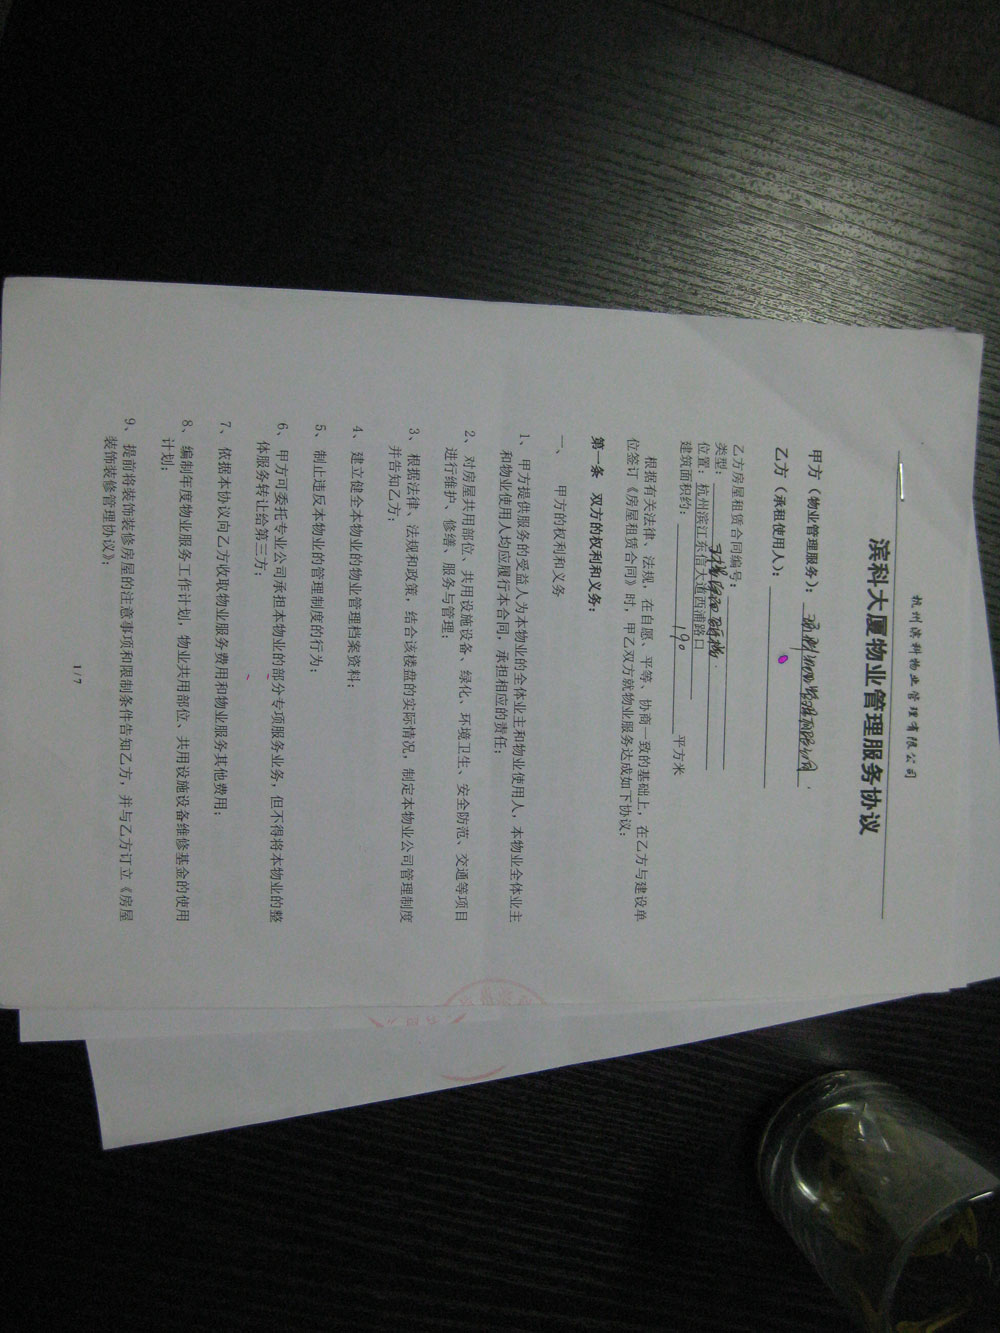 杭州滨科物业管理有限公司
滨科大厦物业管理服务协议
甲方（物业管理服务）：
乙方（承租使用人）：
乙方房屋租赁合同编号：
类型：
位置：杭州滨江东信大道西浦路口
建筑面积约：190平方米
根据有关法律、法规，在自愿、平等、协商一致的基础上，在乙方与建设单
位签订《房屋租赁合同》时，甲乙双方就物业服务达成如下协议：
第一条 双方的权利和义务：
一、 甲方的权利和义务
1、甲方提供服务的受益人为本物业的全体业主和物业使用人，本物业全体业主
和物业使用人均应履行本合同，承担相应的责任；
2、对房屋共用部位、共用设施设备、绿化、环境卫生、安全防范、交通等项目
进行维护、修缮、服务与管理；
3、根据法律、法规和政策，结合该楼盘的实际情况，制定本物业公司管理制度
并告知乙方；
4、建立健全本物业的物业管理档案资料；
5、制止违反本物业的管理制度的行为；
6、甲方可委托专业公司承担本物业的部分专项服务业务，但不得将本物业的整
体服务转让给第三方；
7、依据本协议向乙方收取物业服务费用和物业服务其他费用；
8、编制年度物业服务工作计划，物业共用部位、共用设施设备维修基金的使用
计划；
9、提前将装饰装修房屋的注意事项和限制条件告知乙方，并与乙方订立《房屋
装饰装修管理协议》；
1/7